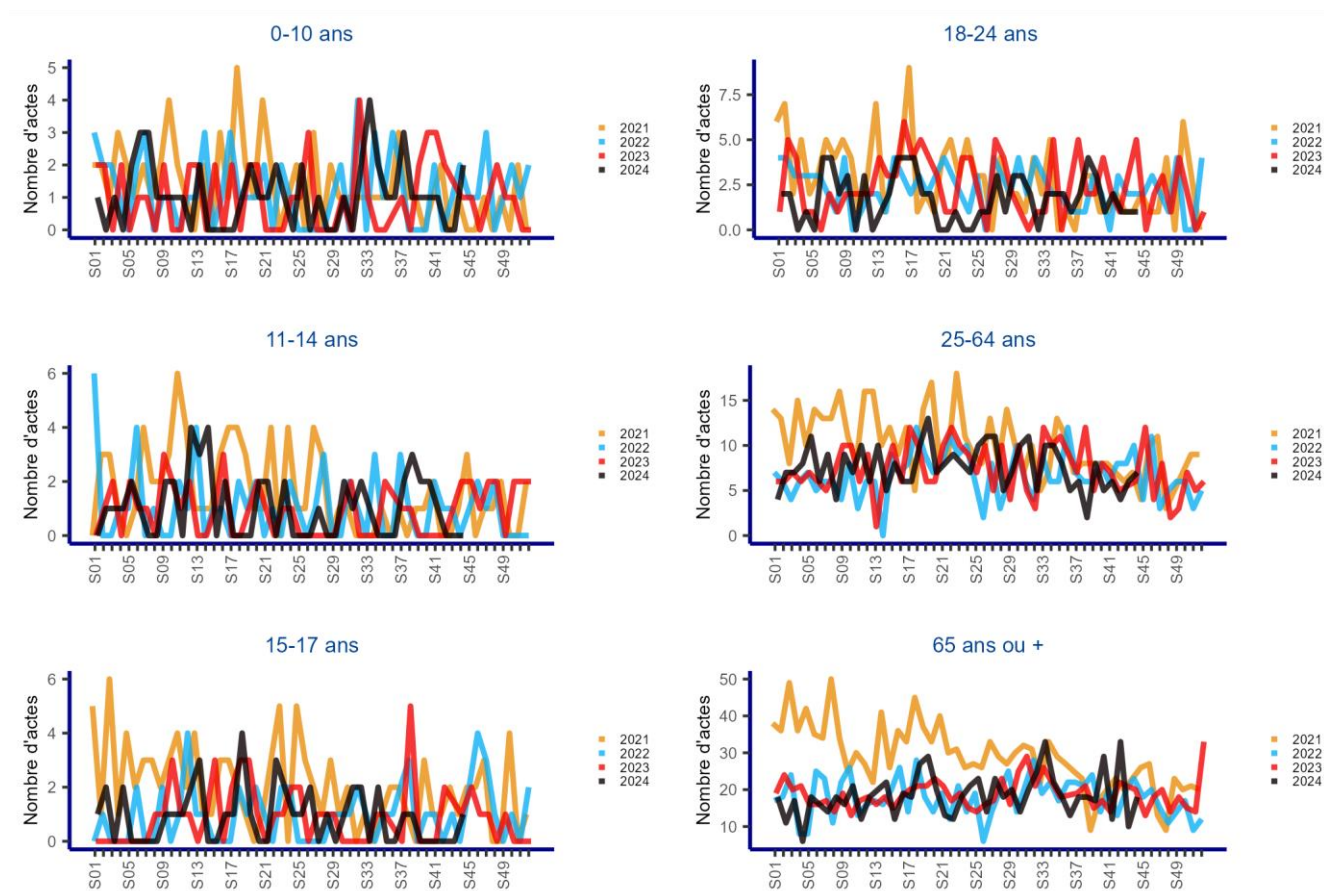 0-10 ans
Nombre d'actes
5
4
3
2
1
0
S01 S05 S09 S13 S17 S21 S25 S29 S33 S37 S41 S45 S49
2021
2022
2023
2024
18-24 ans
Nombre d'actes
7.5
5.0
2.5
0.0
S01 S05 S09 S13 S17 S21 S25 S29 S33 S37 S41 S45 S49
2021
2022
2023
2024
11-14 ans
Nombre d'actes
6
4
2
0
S01 S05 S09 S13 S17 S21 S25 S29 S33 S37 S41 S45 S49
2021
2022
2023
2024
25-64 ans
Nombre d'actes
15
10
5
0
S01 S05 S09 S13 S17 S21 S25 S29 S33 S37 S41 S45 S49
2021
2022
2023
2024
15-17 ans
Nombre d'actes
6
4
2
0
S01 S05 S09 S13 S17 S21 S25 S29 S33 S37 S41 S45 S49
2021
2022
2023
2024
65 ans ou +
Nombre d'actes
50
40
30
20
10
S01 S05 S09 S13 S17 S21 S25 S29 S33 S37 S41 S45 S49
2021
2022
2023
2024